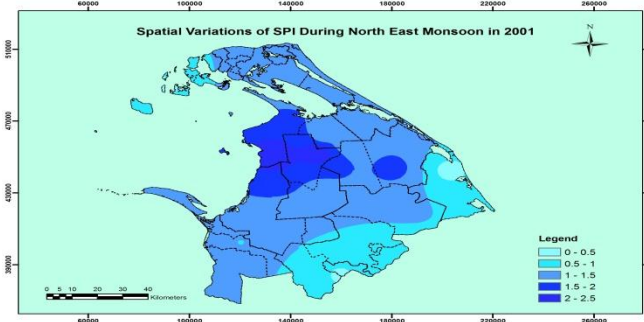 60000 100000 140000 180000 220000 260000
Spatial Variations of SPI During North East Monsoon in 2001
N
510000
470000
430000
390000
Legend
0 - 0.5
0.5 - 1
1 - 1.5
1.5 - 2
2 - 2.5
0 5 10 20 30 40
Kilometers
60000 100000 140000 180000 220000 260000